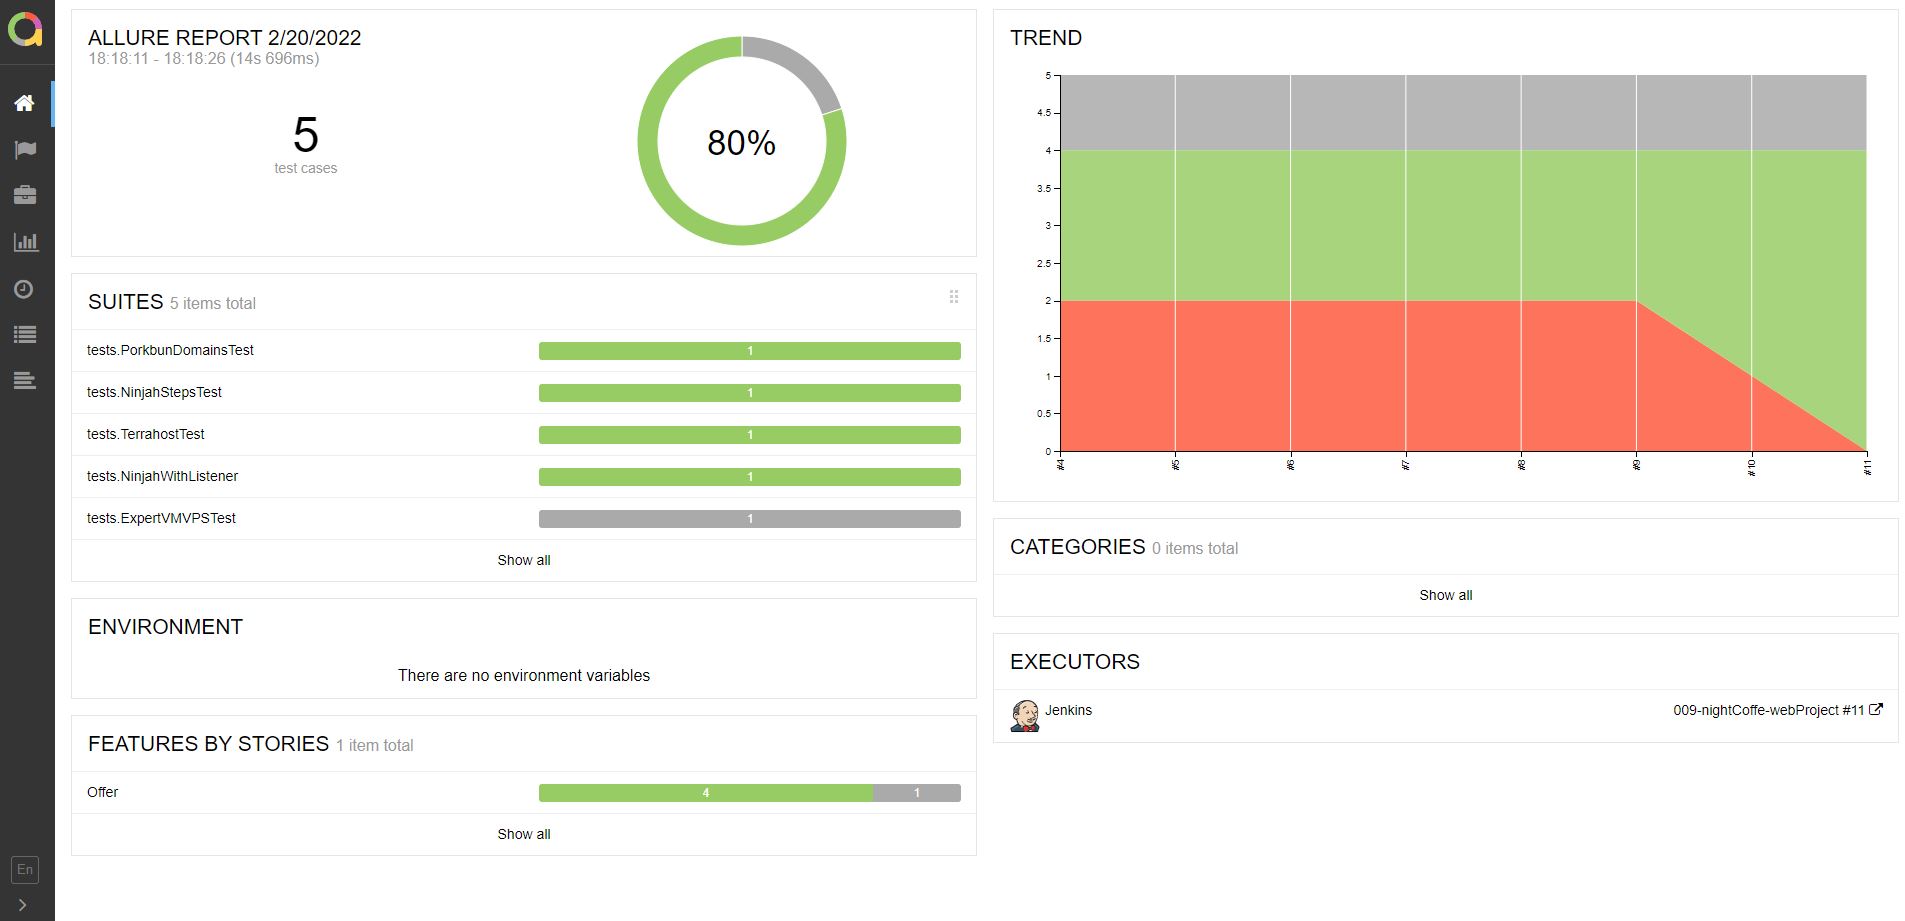 ALLURE REPORT 2/20/2022
18:18:11 - 18:18:26 (14s 696ms)
5
test cases
80%
SUITES 5 items total
tests.PorkbunDomainsTest 1
tests.NinjahStepsTest 1
tests.TerrahostTest 1
tests.NinjahWithListener 1
tests.ExpertVMVPSTest 1
Show all
ENVIRONMENT
There are no environment variables
FEATURES BY STORIES 1 item total
Offer 4 1
Show all
En
TREND
5
4.5
4
3.5
3
2.5
2
1.5
1
0.5
0
#4 #5 #6 #7 #8 #9 #10 #11
CATEGORIES 0 items total
Show all
EXECUTORS
Jenkins 009-nightCoffe-webProject #11